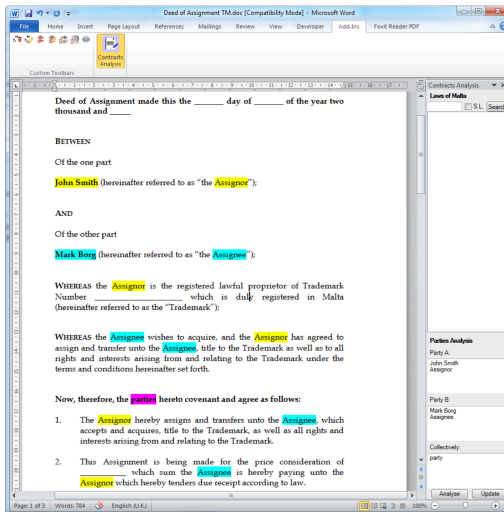 Deed of Assignment TM.doc [Compatibility Mode] - Microsoft Word
File Home Insert Page Layout References Mailings Review View Developer Add-Ins Foxit Reader PDF
Contracts
Analysis
Custom Toolbars
Contracts Analysis
Laws of Malta
S.L. Search
Deed of Assignment made this the ______ day of ______ of the year two
thousand and _____
BETWEEN
Of the one part
John Smith (hereinafter referred to as "the Assignor");
AND
Of the other part
Mark Borg (hereinafter referred to as "the Assignee");
WHEREAS the Assignor is the registered lawful proprietor of Trademark
Number ____________________ which is duly registered in Malta
(hereinafter referred to as the "Trademark");
WHEREAS the Assignee wishes to acquire, and the Assignor has agreed to
assign and transfer unto the Assignee, title to the Trademark as well as to all
rights and interests arising from and relating to the Trademark under the
terms and conditions hereinafter set forth.
Now, therefore, the parties hereto covenant and agree as follows:
1. The Assignor hereby assigns and transfers unto the Assignee, which
accepts and acquires, title to the Trademark, as well as all rights and
interests arising from and relating to the Trademark.
2. This Assignment is being made for the price consideration of
__________ which sum the Assignee is hereby paying unto the
Assignor which hereby tenders due receipt according to law.
Parties Analysis
Party A:
John Smith
Assignor
Party B:
Mark Borg
Assignee
Collectively:
party
Analyse Update
Page: 1 of 3 Words: 784 English (U.K.) 100%